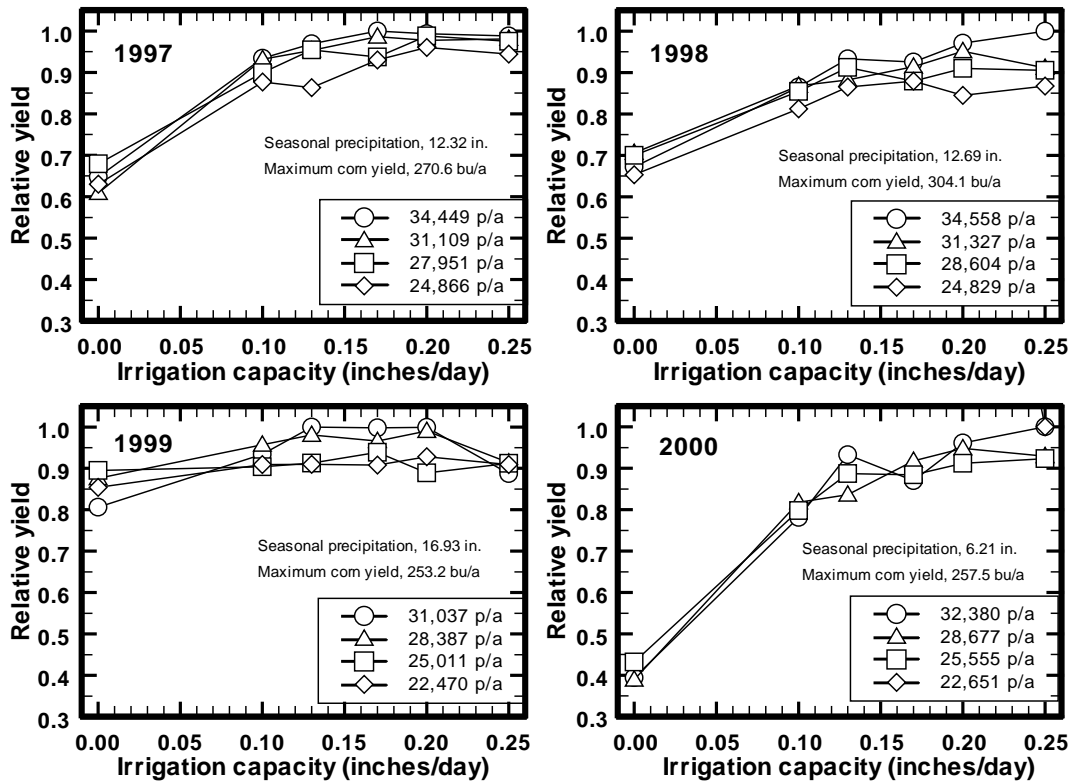 1997
Relative yield
1.0
0.9
0.8
0.7
0.6
0.5
0.4
0.3
Seasonal precipitation, 12.32 in.
Maximum corn yield, 270.6 bu/a
34,449 p/a
31,109 p/a
27,951 p/a
24,866 p/a
0.00 0.05 0.10 0.15 0.20 0.25
Irrigation capacity (inches/day)
1998
Relative yield
1.0
0.9
0.8
0.7
0.6
0.5
0.4
0.3
Seasonal precipitation, 12.69 in.
Maximum corn yield, 304.1 bu/a
34,558 p/a
31,327 p/a
28,604 p/a
24,829 p/a
0.00 0.05 0.10 0.15 0.20 0.25
Irrigation capacity (inches/day)
1999
Relative yield
1.0
0.9
0.8
0.7
0.6
0.5
0.4
0.3
Seasonal precipitation, 16.93 in.
Maximum corn yield, 253.2 bu/a
31,037 p/a
28,387 p/a
25,011 p/a
22,470 p/a
0.00 0.05 0.10 0.15 0.20 0.25
Irrigation capacity (inches/day)
2000
Relative yield
1.0
0.9
0.8
0.7
0.6
0.5
0.4
0.3
Seasonal precipitation, 6.21 in.
Maximum corn yield, 257.5 bu/a
32,380 p/a
28,677 p/a
25,555 p/a
22,651 p/a
0.00 0.05 0.10 0.15 0.20 0.25
Irrigation capacity (inches/day)